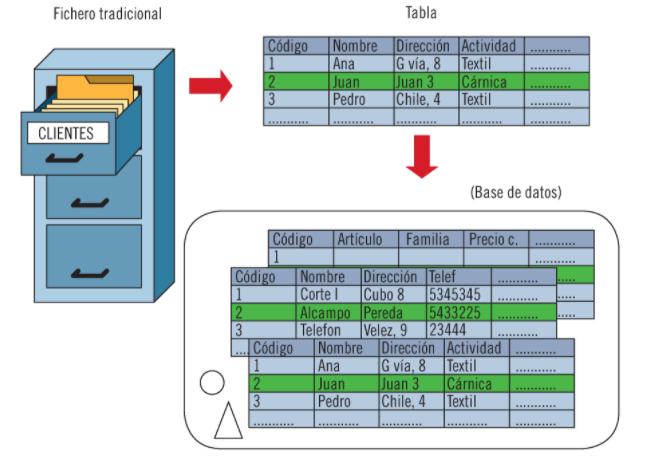 Fichero tradicional
Tabla
Código Nombre Dirección Actividad ...........
1 Ana G vía, 8 Textil ...........
2 Juan Juan 3 Cárnica ...........
3 Pedro Chile, 4 Textil ...........
........... ........... ........... ........... ...........
CLIENTES
(Base de datos)
Código Artículo Familia Precio c. ...........
1 ...........
Código Nombre Dirección Telef ...........
1 Corte I Cubo 8 5345345 ...........
2 Alcampo Pereda 5433225 ...........
3 Telefon Velez, 9 23444 ...........
....
Código Nombre Dirección Actividad ...........
1 Ana G vía, 8 Textil ...........
2 Juan Juan 3 Cárnica ...........
3 Pedro Chile, 4 Textil ...........
........... ........... ........... ........... ...........